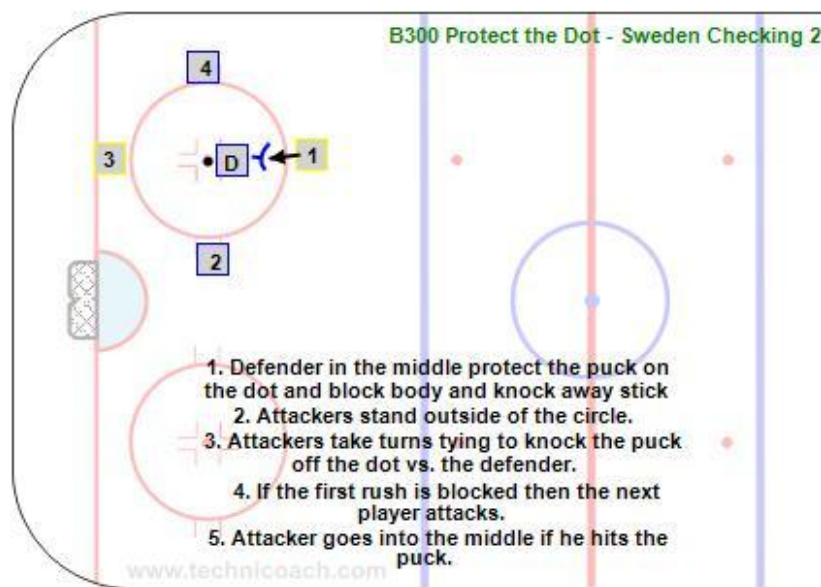 B300 Protect the Dot - Sweden Checking 2
4
3
D
1
2
1. Defender in the middle protect the puck on
the dot and block body and knock away stick
2. Attackers stand outside of the circle.
3. Attackers take turns tying to knock the puck
off the dot vs. the defender.
4. If the first rush is blocked then the next
player attacks.
5. Attacker goes into the middle if he hits the
puck.
www.technicoach.com